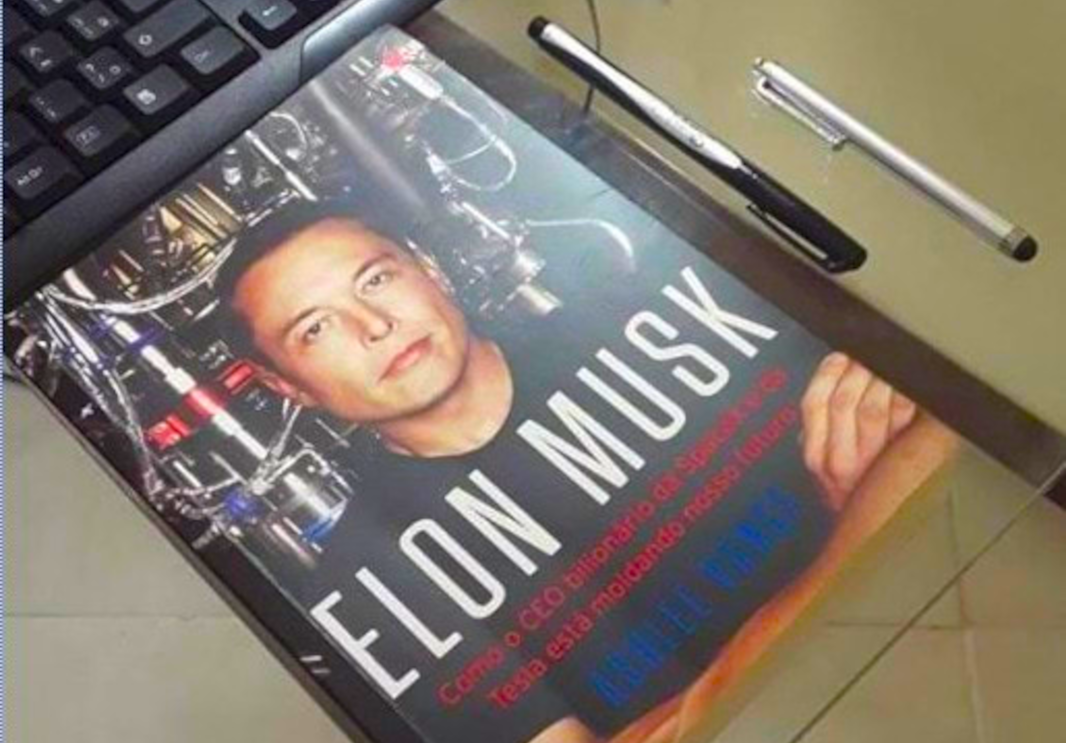 ELON MUSK
Como o CEO bilionário da SpaceX e da
Tesla está moldando nosso futuro
ASHLEE VANCE